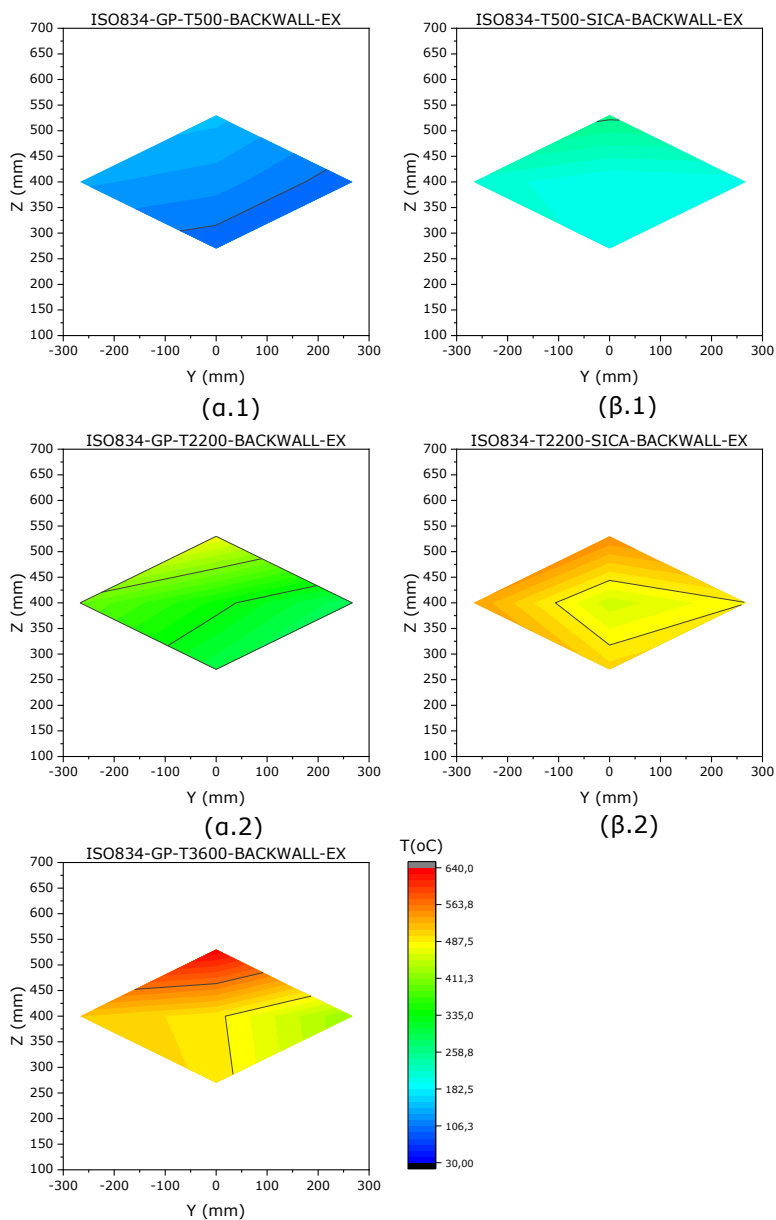 ISO834-GP-T500-BACKWALL-EX
700
650
600
550
500
450
400
350
300
250
200
150
100
Z (mm)
-300 -200 -100 0 100 200 300
Y (mm)
(α.1)
ISO834-T500-SICA-BACKWALL-EX
700
650
600
550
500
450
400
350
300
250
200
150
100
Z (mm)
-300 -200 -100 0 100 200 300
Y (mm)
(β.1)
ISO834-GP-T2200-BACKWALL-EX
700
650
600
550
500
450
400
350
300
250
200
150
100
Z (mm)
-300 -200 -100 0 100 200 300
Y (mm)
(α.2)
ISO834-T2200-SICA-BACKWALL-EX
700
650
600
550
500
450
400
350
300
250
200
150
100
Z (mm)
-300 -200 -100 0 100 200 300
Y (mm)
(β.2)
ISO834-GP-T3600-BACKWALL-EX
700
650
600
550
500
450
400
350
300
250
200
150
100
Z (mm)
-300 -200 -100 0 100 200 300
Y (mm)
T(oC)
640,0
563,8
487,5
411,3
335,0
258,8
182,5
106,3
30,00